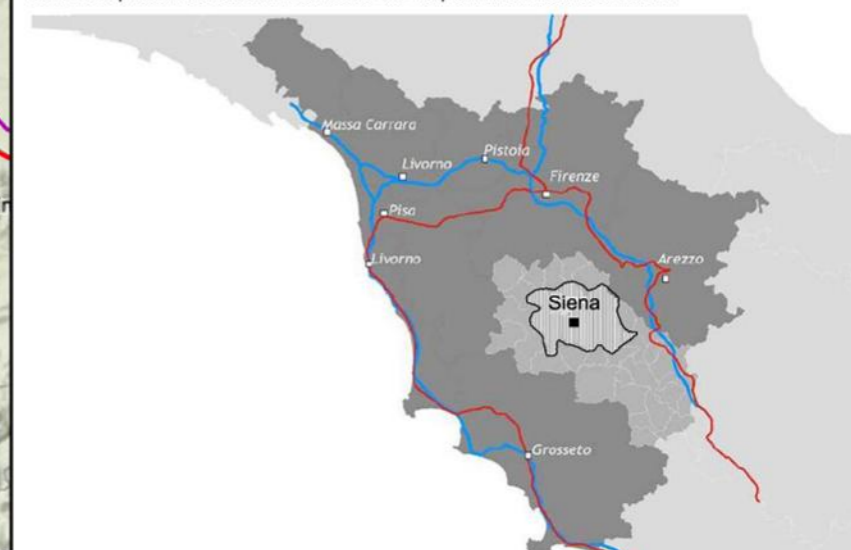 Massa Carrara
Livorno
Pistoia
Firenze
Pisa
Livorno
Arezzo
Siena
Grosseto